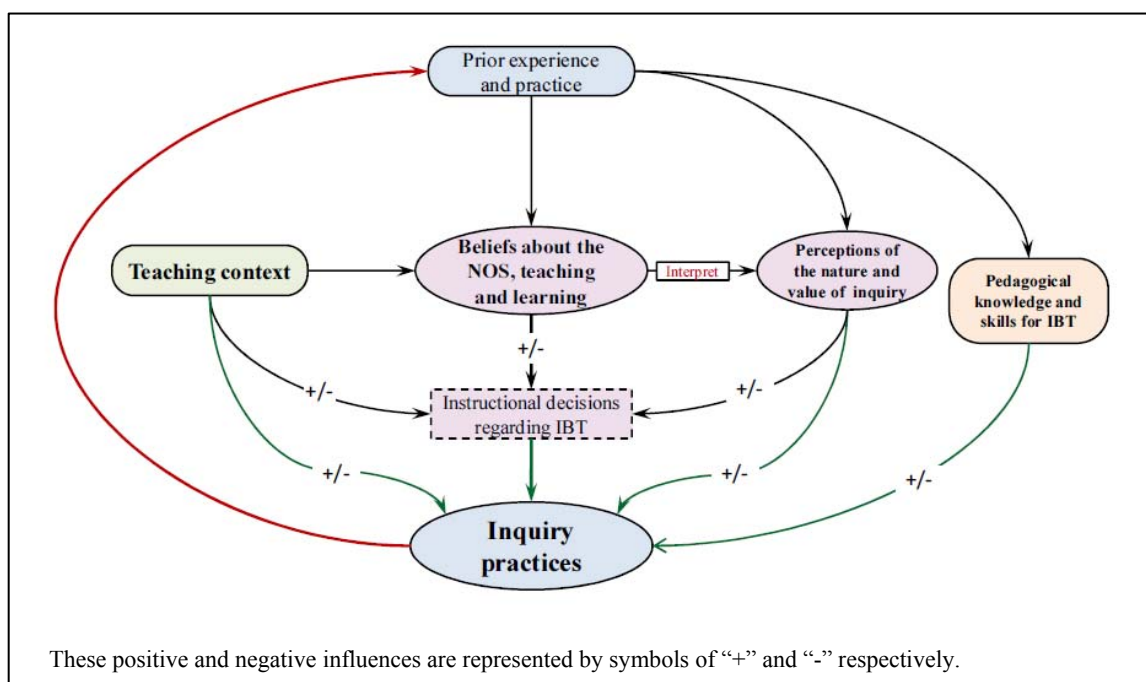 Prior experience
and practice
Beliefs about the
NOS, teaching
and learning
Teaching context
Interpret
Perceptions of
the nature and
value of inquiry
Pedagogical
knowledge and
skills for IBT
+/-
+/-
+/-
Instructional decisions
regarding IBT
+/-
+/-
+/-
Inquiry
practices
These positive and negative influences are represented by symbols of “+” and “-” respectively.